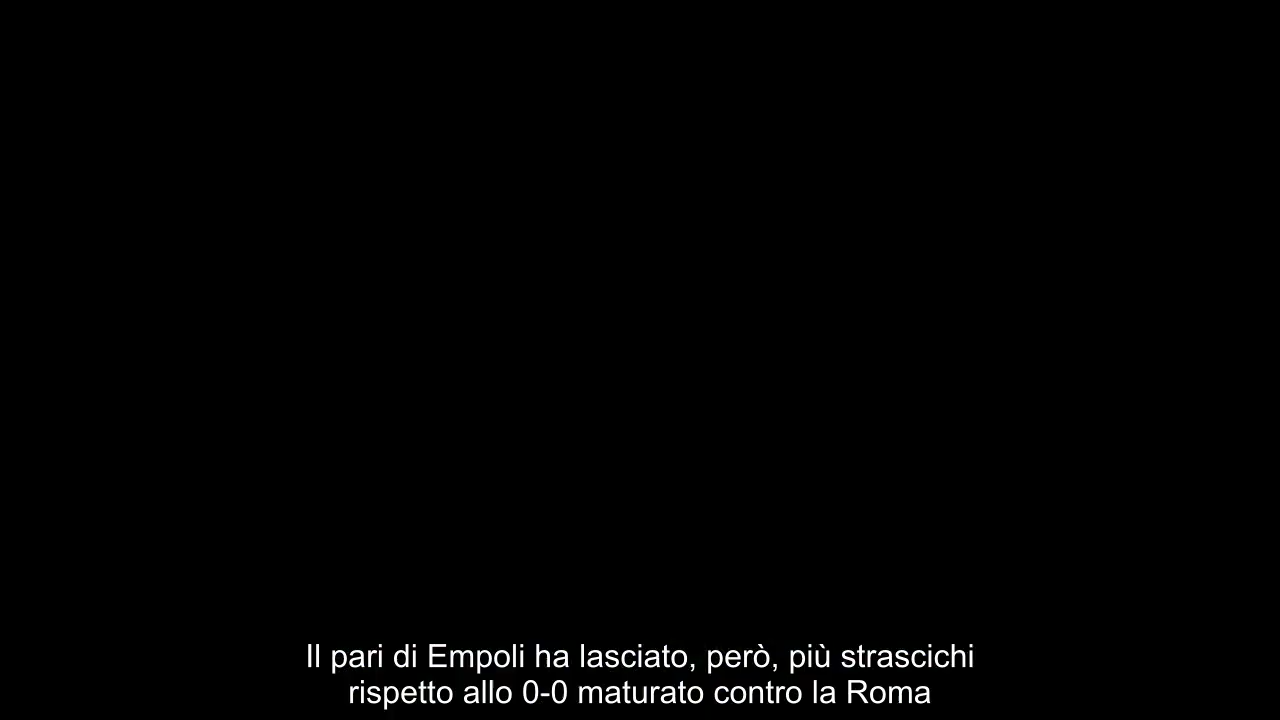 Il pari di Empoli ha lasciato, però, più strascichi
rispetto allo 0-0 maturato contro la Roma